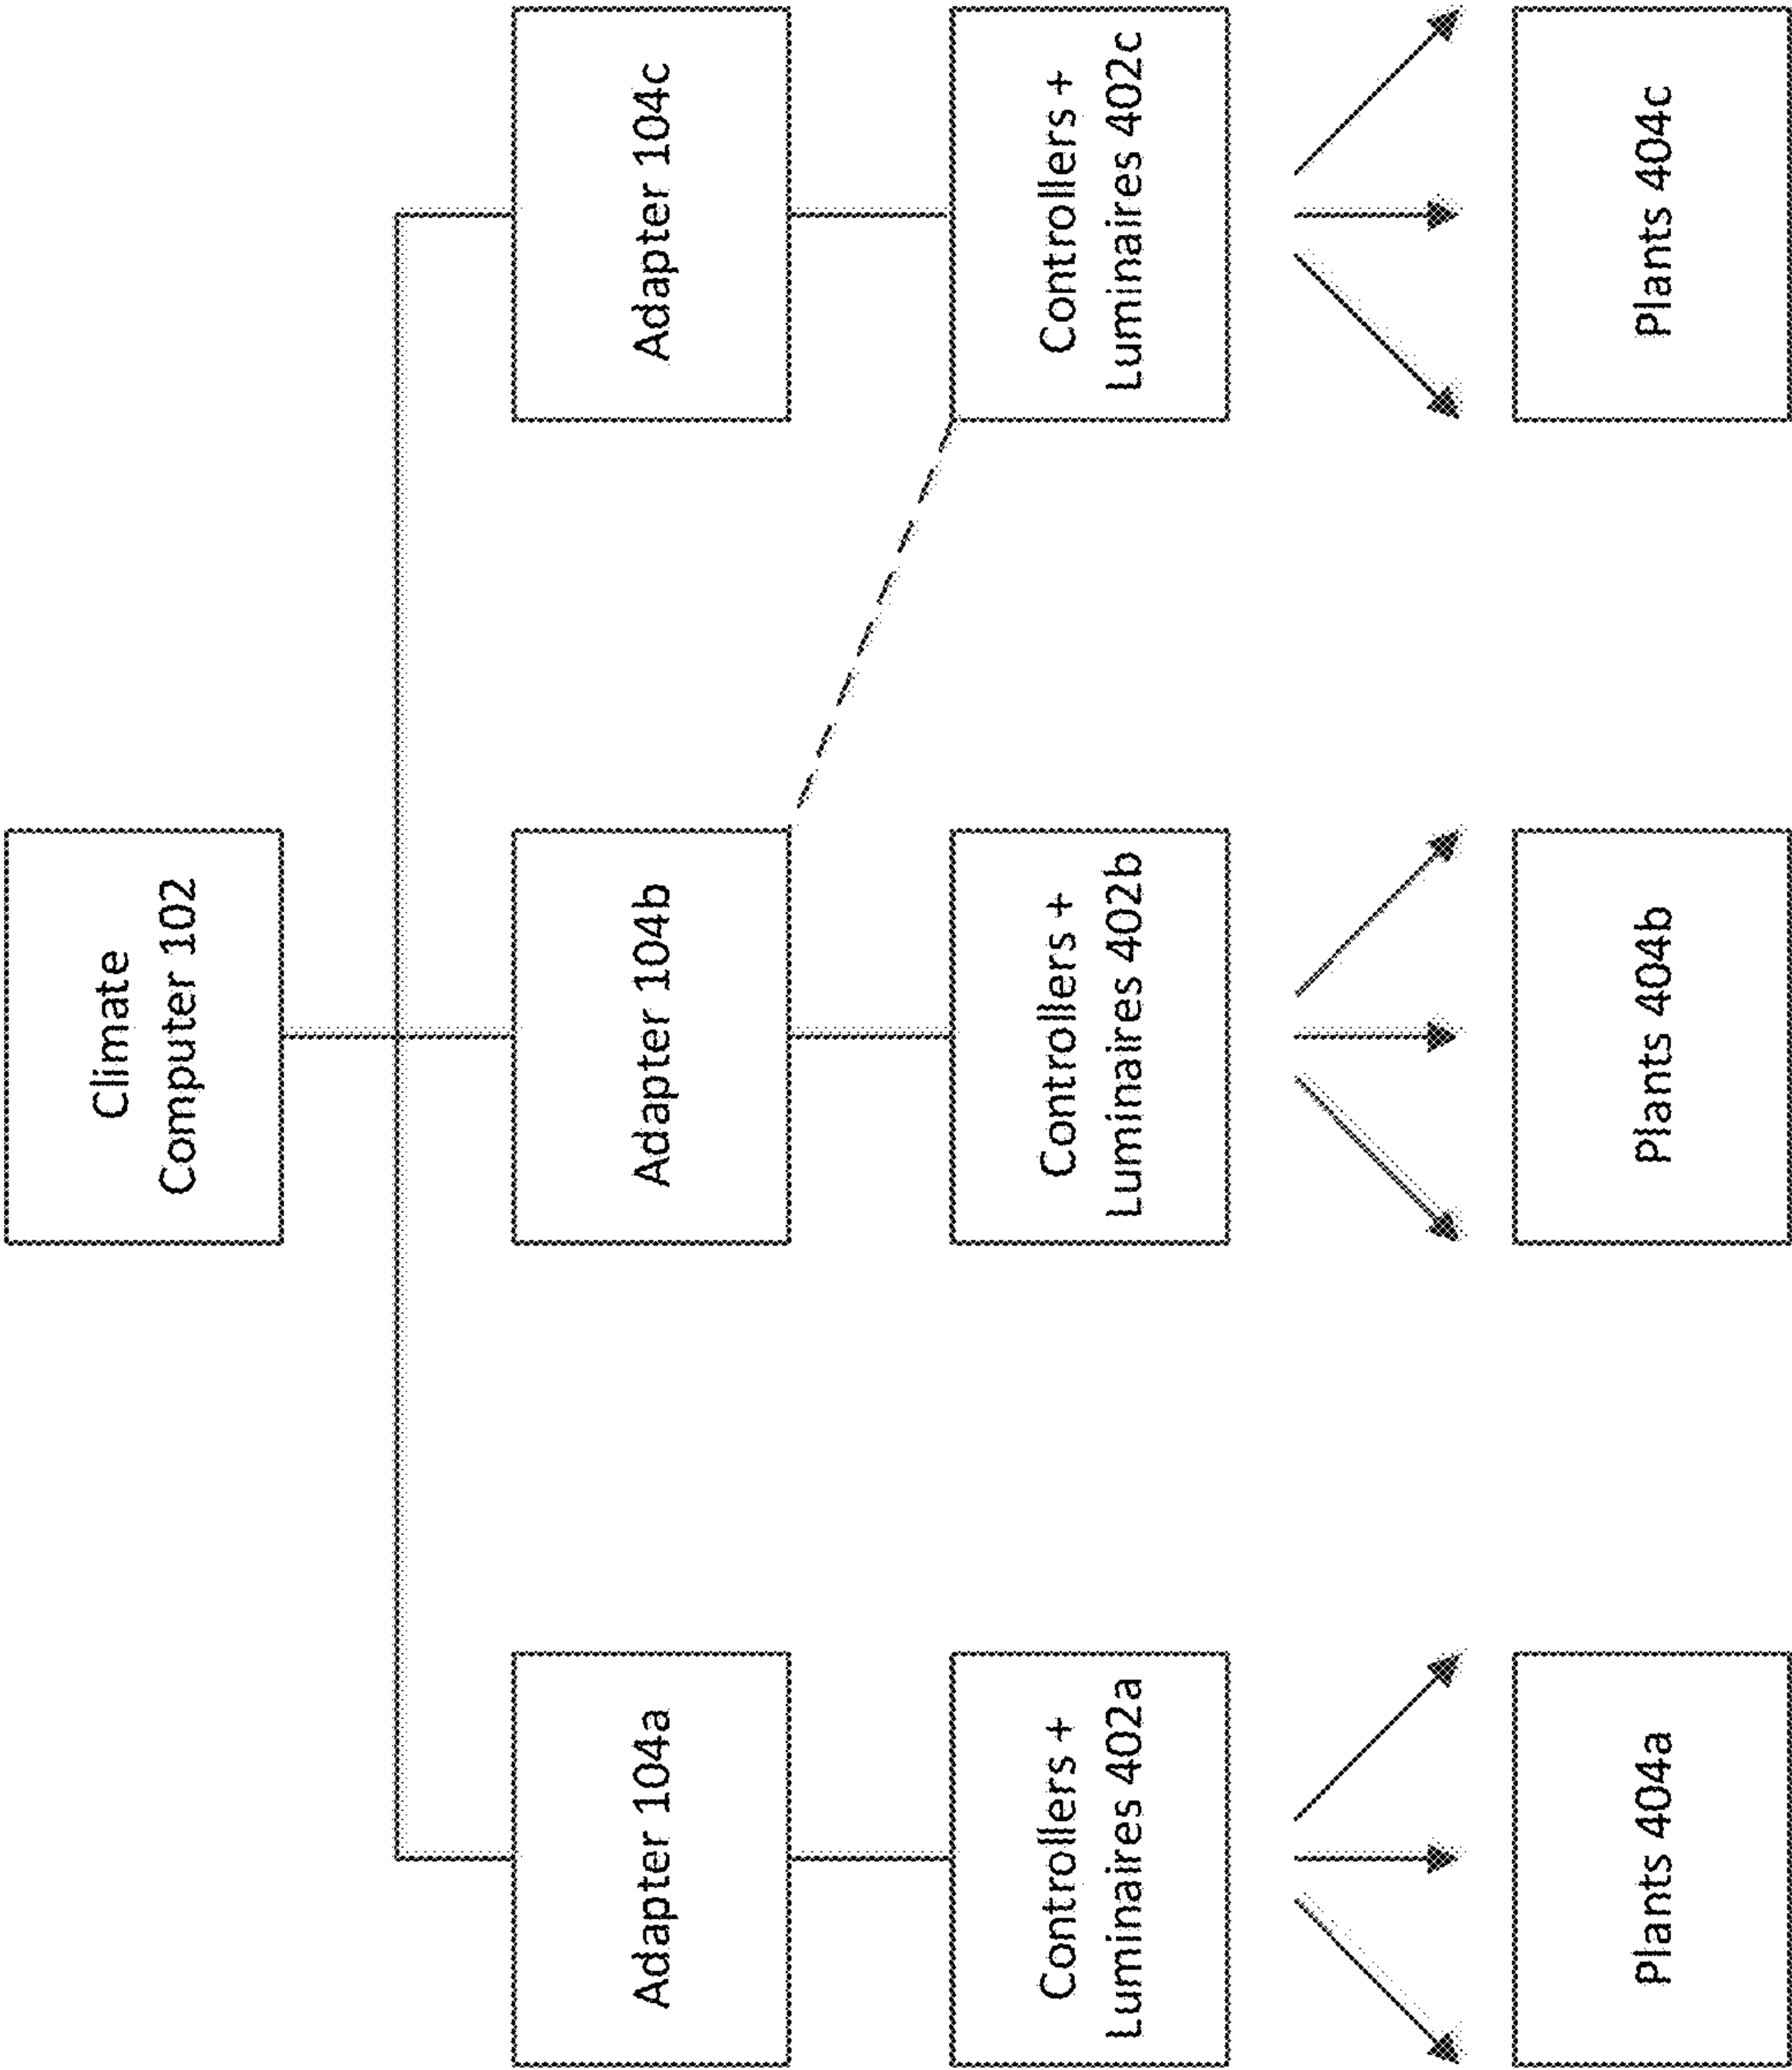 Climate
Computer 102
Adapter 104a
Adapter 104b
Adapter 104c
Controllers +
Luminaires 402a
Controllers +
Luminaires 402b
Controllers +
Luminaires 402c
Plants 404a
Plants 404b
Plants 404c